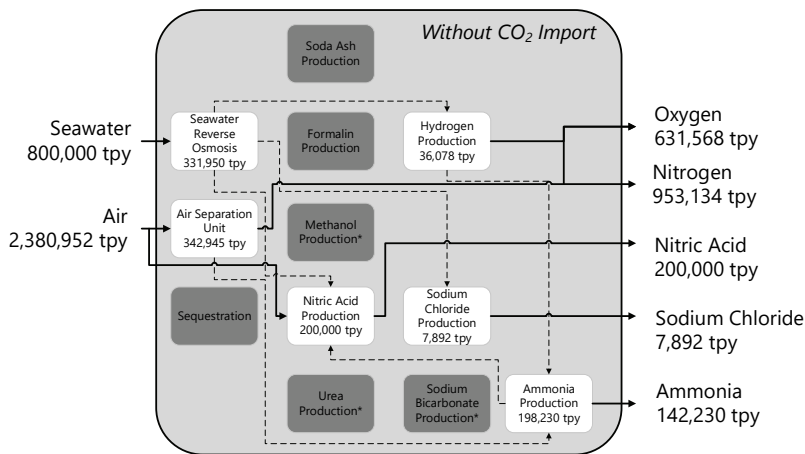 Without CO₂ Import
Soda Ash
Production
Seawater
800,000 tpy
Seawater
Reverse
Osmosis
331,950 tpy
Formalin
Production
Hydrogen
Production
36,078 tpy
Oxygen
631,568 tpy
Nitrogen
953,134 tpy
Air
2,380,952 tpy
Air Separation
Unit
342,945 tpy
Methanol
Production*
Nitric Acid
200,000 tpy
Sequestration
Nitric Acid
Production
200,000 tpy
Sodium
Chloride
Production
7,892 tpy
Sodium Chloride
7,892 tpy
Urea
Production*
Sodium
Bicarbonate
Production*
Ammonia
Production
198,230 tpy
Ammonia
142,230 tpy